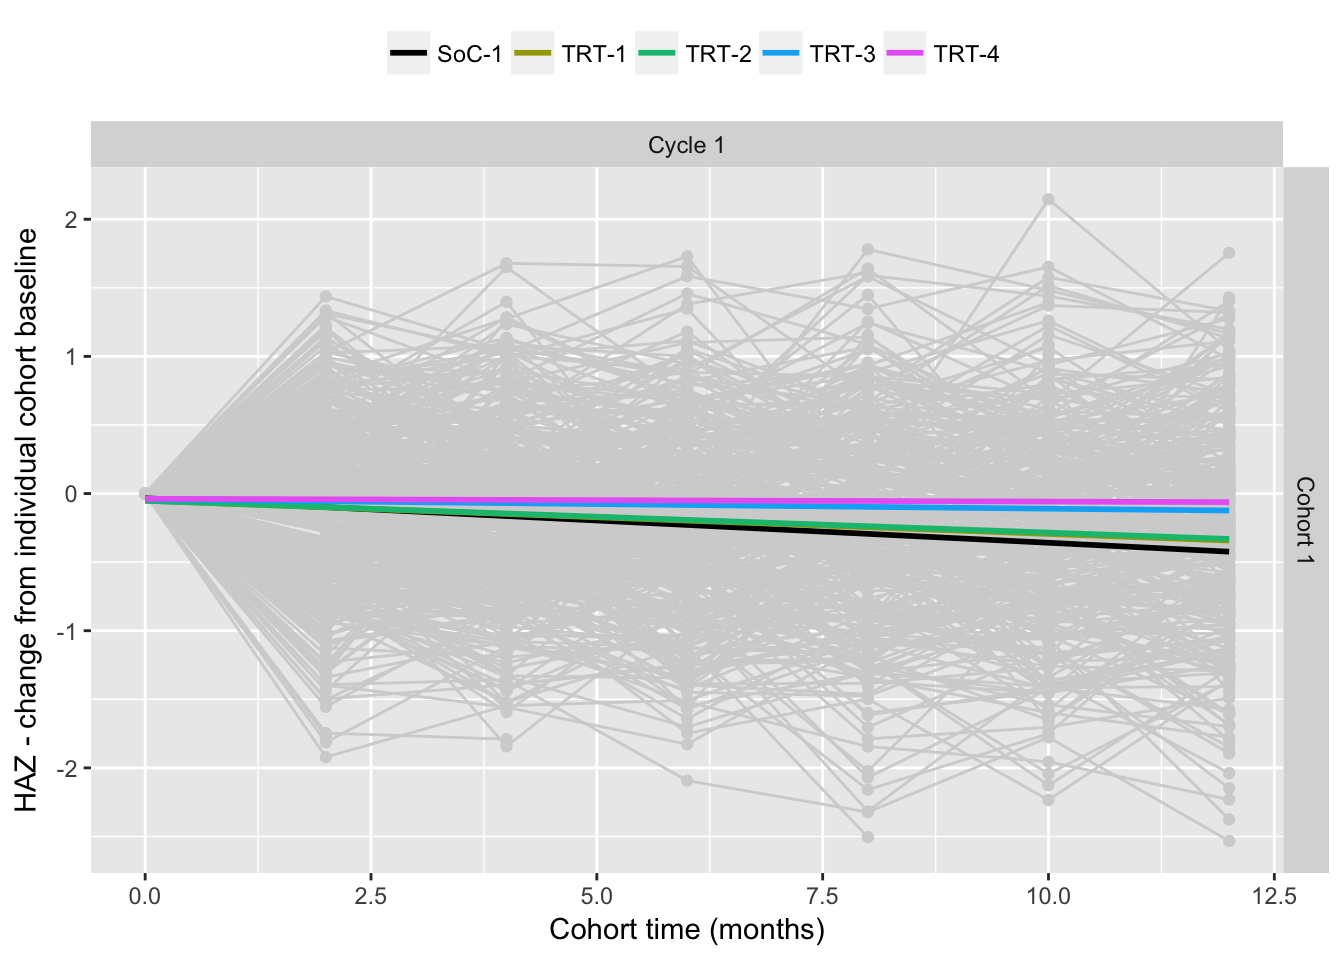 SoC-1 TRT-1 TRT-2 TRT-3 TRT-4
Cycle 1
Cohort 1
HAZ - change from individual cohort baseline
2
1
0
-1
-2
0.0 2.5 5.0 7.5 10.0 12.5
Cohort time (months)